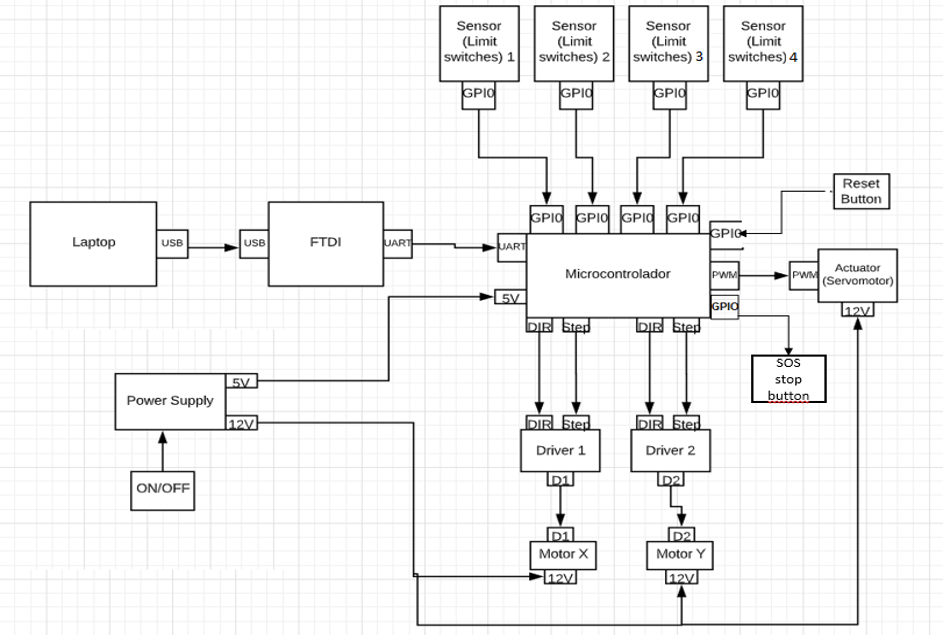 Sensor
(Limit
switches) 1
Sensor
(Limit
switches) 2
Sensor
(Limit
switches) 3
Sensor
(Limit
switches) 4
GPI0
GPI0
GPI0
GPI0
Reset
Button
GPI0
GPI0
GPI0
GPI0
GPI0
Laptop
USB
USB
FTDI
UART
UART
Microcontrolador
PWM
PWM
Actuator
(Servomotor)
12V
5V
GPIO
DIR
Step
DIR
Step
SOS
stop
button
Power Supply
5V
12V
ON/OFF
DIR
Step
DIR
Step
Driver 1
Driver 2
D1
D2
D1
D2
Motor X
Motor Y
12V
12V